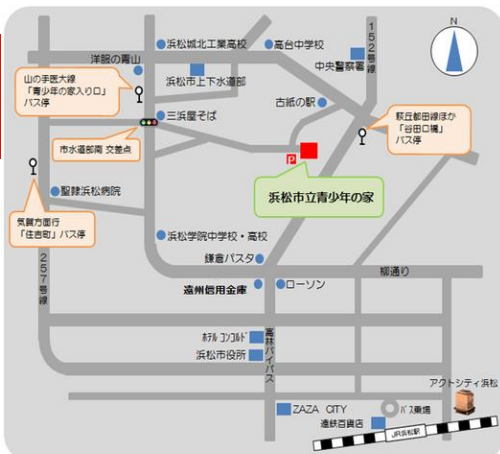 N
152号線
浜松城北工業高校
高台中学校
洋服の青山
中央警察署
山の手医大線
「青少年の家入り口」
バス停
浜松市上下水道部
古紙の駅
三浜屋そば
萩丘都田線ほか
「谷田口橋」
バス停
市水道部南 交差点
P
浜松市立青少年の家
聖隷浜松病院
気賀方面行
「住吉町」バス停
浜松学院中学校・高校
鎌倉パスタ
257号線
柳通り
遠州信用金庫
ローソン
高林バイパス
ホテル コンコルド
浜松市役所
アクトシティ浜松
ZAZA CITY
バス乗場
遠鉄百貨店
JR浜松駅